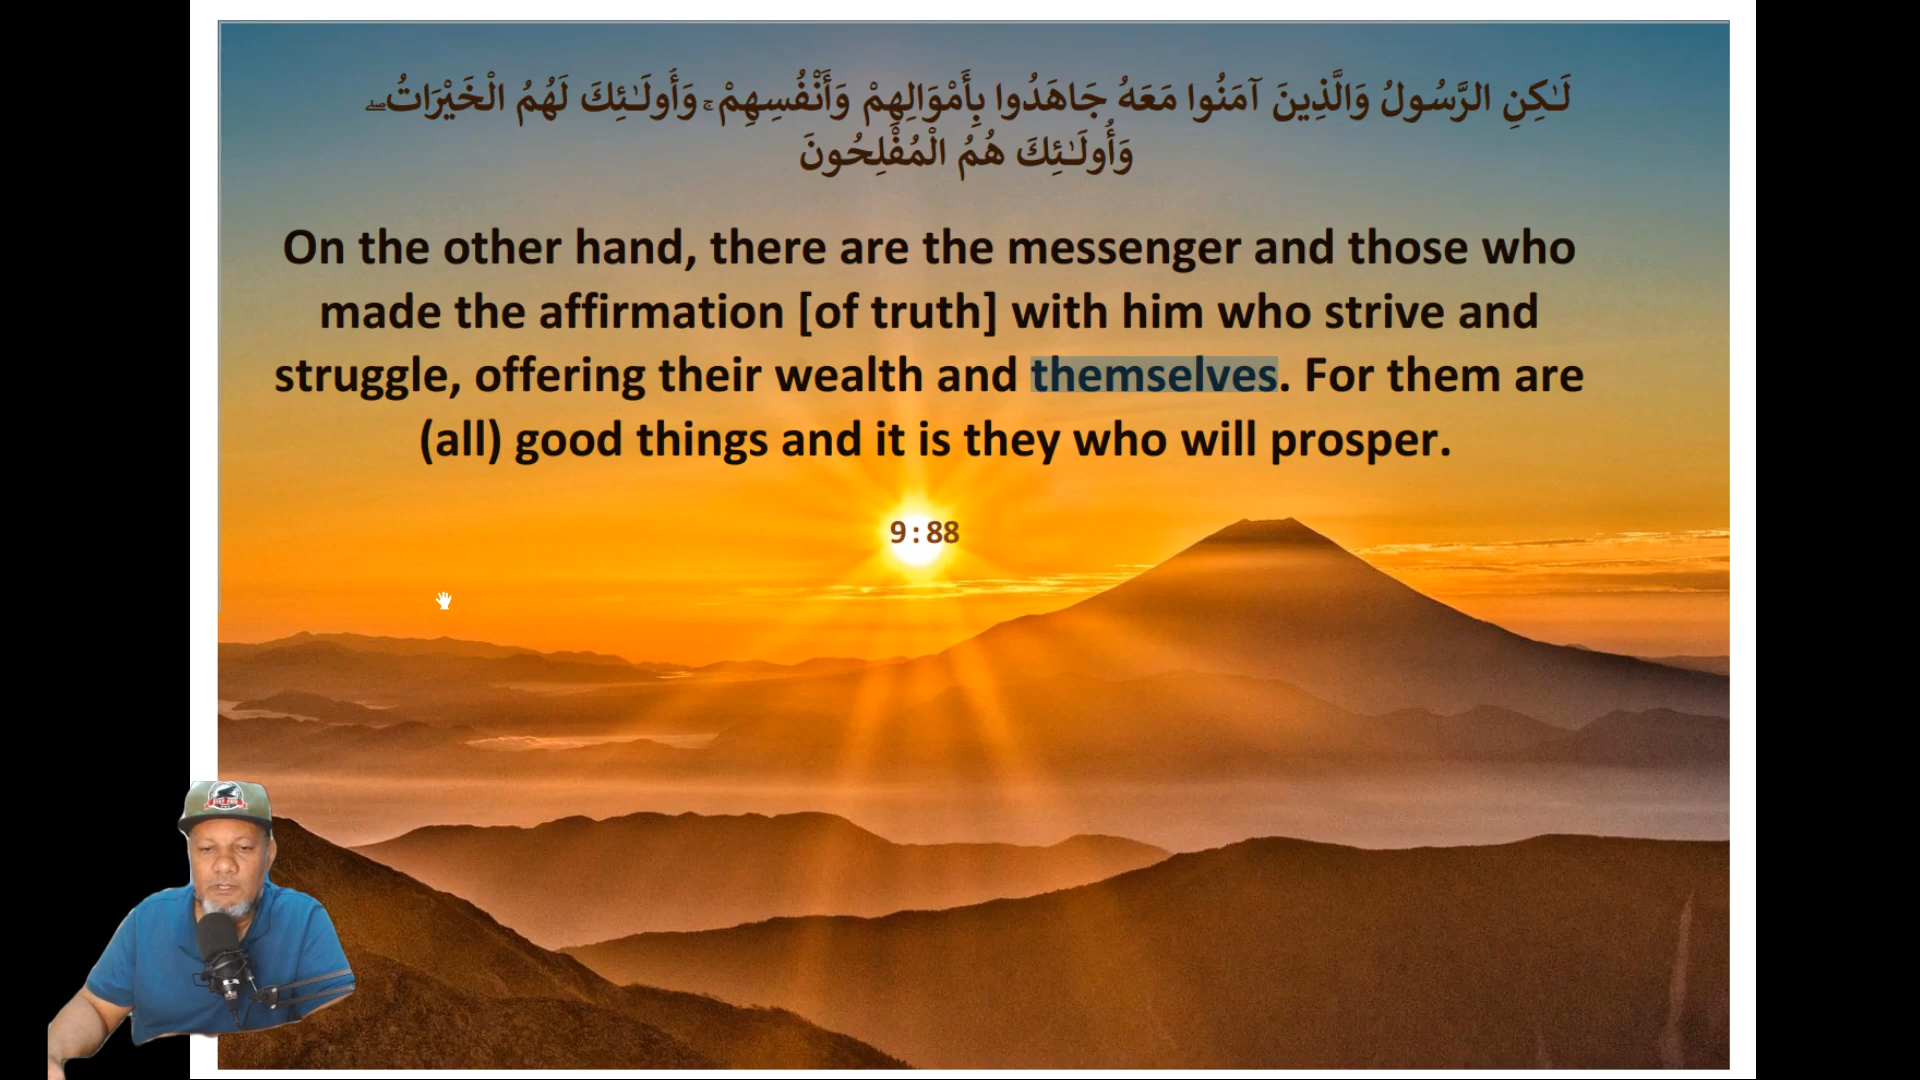 لَـٰكِنِ الرَّسُولُ وَالَّذِينَ آمَنُوا مَعَهُ جَاهَدُوا بِأَمْوَالِهِمْ وَأَنْفُسِهِمْ ۚ وَأُولَـٰئِكَ لَهُمُ الْخَيْرَاتُ ۖ
وَأُولَـٰئِكَ هُمُ الْمُفْلِحُونَ
On the other hand, there are the messenger and those who
made the affirmation [of truth] with him who strive and
struggle, offering their wealth and themselves. For them are
(all) good things and it is they who will prosper.
9:88